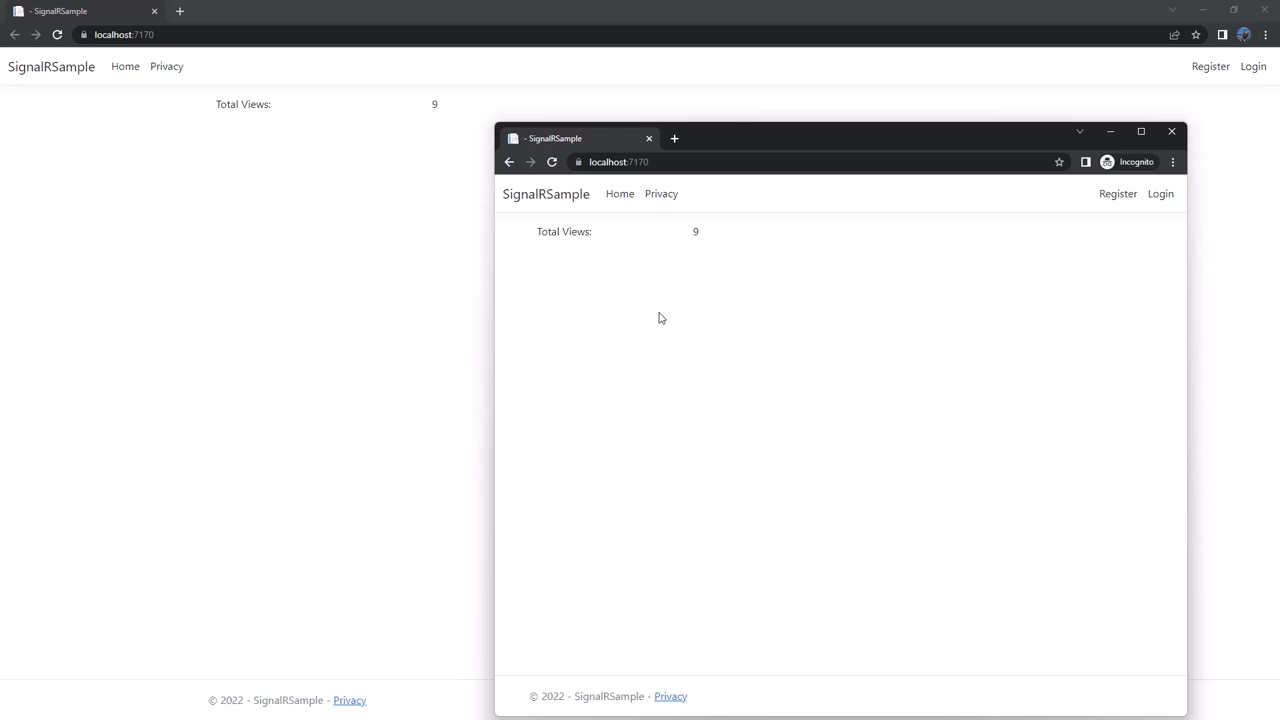 - SignalRSample
localhost:7170
SignalRSample Home Privacy Register Login
Total Views: 9
- SignalRSample
localhost:7170 Incognito
SignalRSample Home Privacy Register Login
Total Views: 9
© 2022 - SignalRSample - Privacy
© 2022 - SignalRSample - Privacy